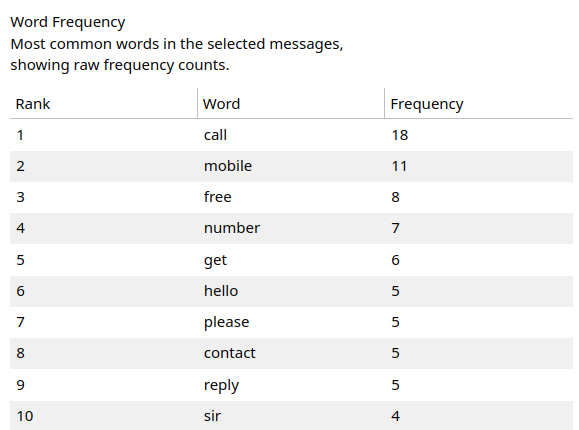 Word Frequency
Most common words in the selected messages,
showing raw frequency counts.
Rank Word Frequency
1 call 18
2 mobile 11
3 free 8
4 number 7
5 get 6
6 hello 5
7 please 5
8 contact 5
9 reply 5
10 sir 4